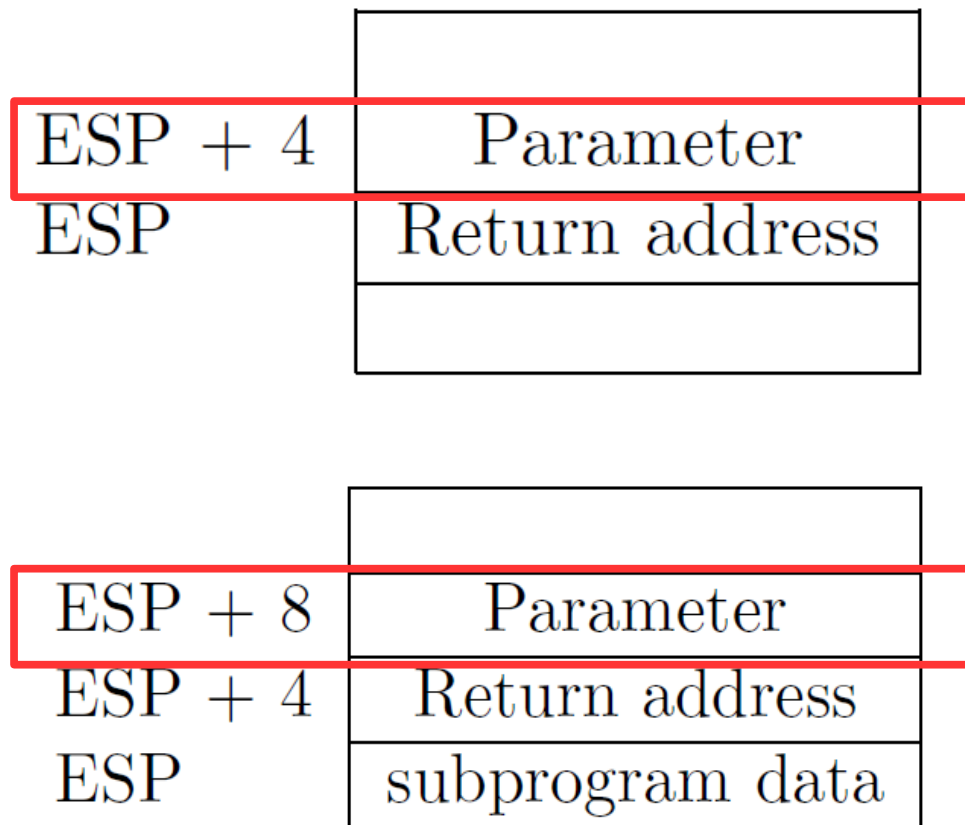 ESP + 4 Parameter
ESP Return address
ESP + 8 Parameter
ESP + 4 Return address
ESP subprogram data